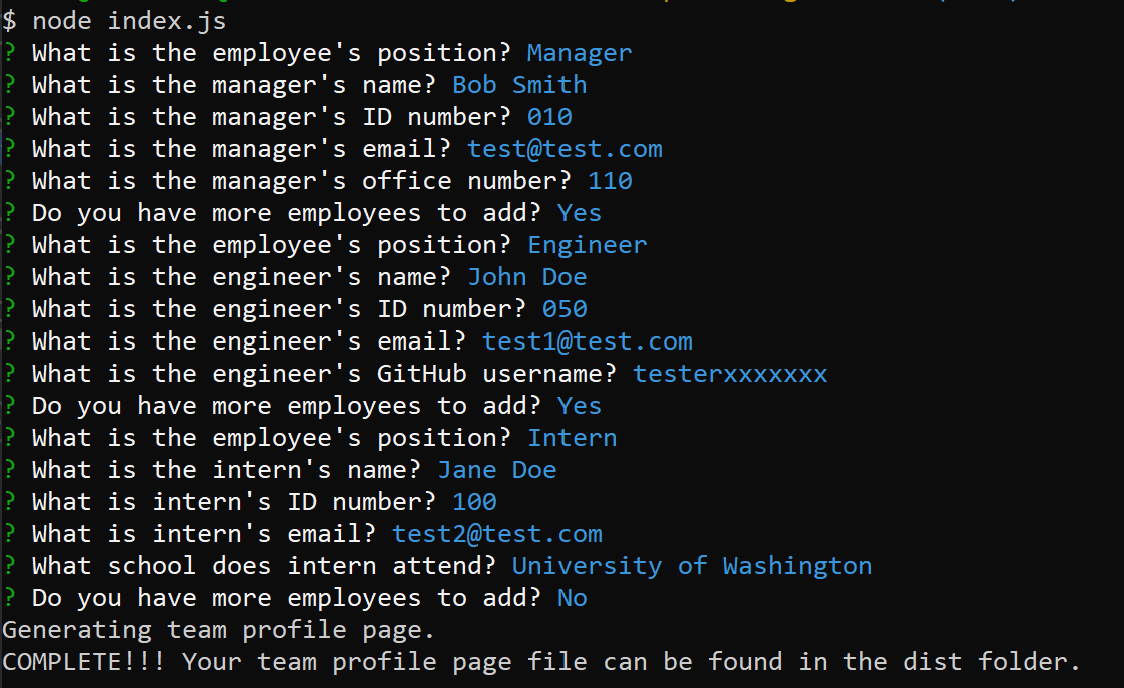 $ node index.js
? What is the employee's position? Manager
? What is the manager's name? Bob Smith
? What is the manager's ID number? 010
? What is the manager's email? test@test.com
? What is the manager's office number? 110
? Do you have more employees to add? Yes
? What is the employee's position? Engineer
? What is the engineer's name? John Doe
? What is the engineer's ID number? 050
? What is the engineer's email? test1@test.com
? What is the engineer's GitHub username? testerxxxxxxx
? Do you have more employees to add? Yes
? What is the employee's position? Intern
? What is the intern's name? Jane Doe
? What is intern's ID number? 100
? What is intern's email? test2@test.com
? What school does intern attend? University of Washington
? Do you have more employees to add? No
Generating team profile page.
COMPLETE!!! Your team profile page file can be found in the dist folder.